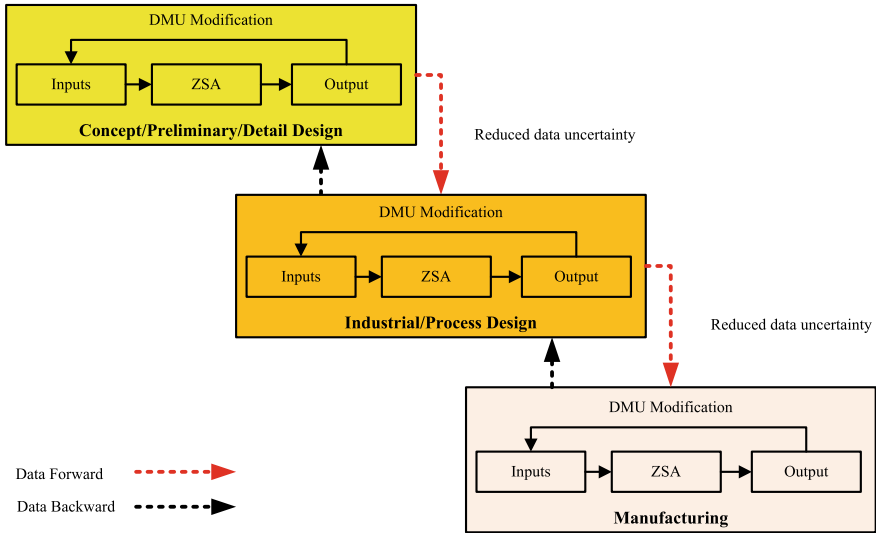 DMU Modification
Inputs
ZSA
Output
Concept/Preliminary/Detail Design
Reduced data uncertainty
DMU Modification
Inputs
ZSA
Output
Industrial/Process Design
Reduced data uncertainty
DMU Modification
Inputs
ZSA
Output
Manufacturing
Data Forward
Data Backward